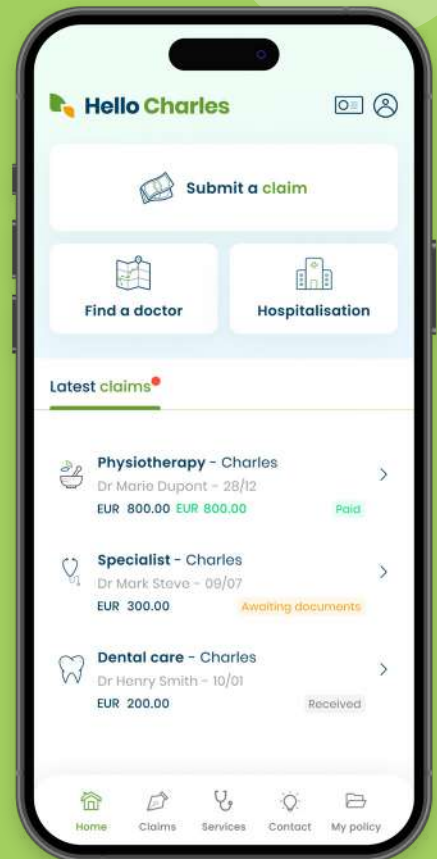 Hello Charles
Submit a claim
Find a doctor
Hospitalisation
Latest claims
Physiotherapy - Charles
Dr Marie Dupont - 28/12
EUR 800.00 EUR 800.00 Paid
Specialist - Charles
Dr Mark Steve - 09/07
EUR 300.00 Awaiting documents
Dental care - Charles
Dr Henry Smith - 10/01
EUR 200.00 Received
Home Claims Services Contact My policy